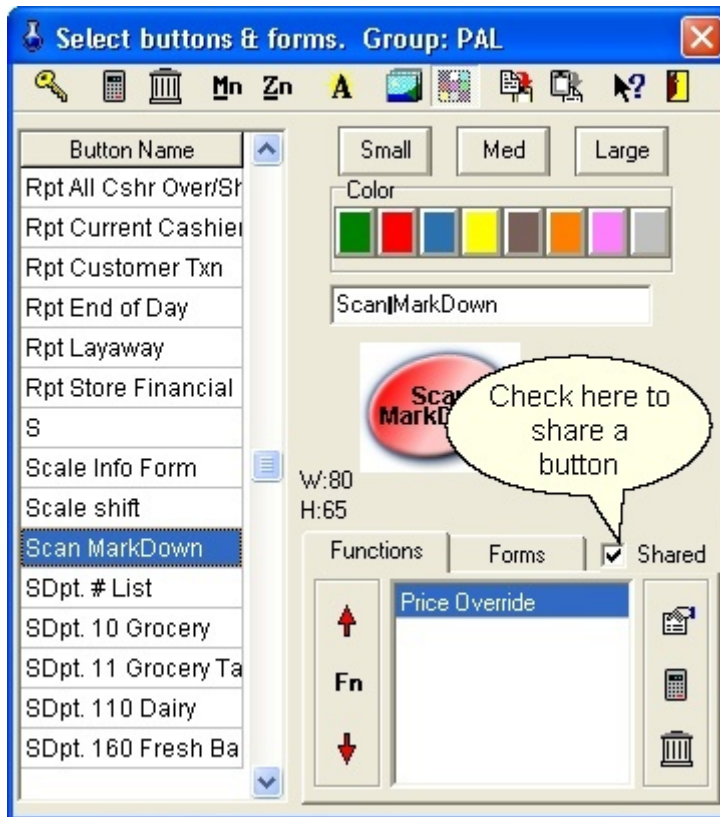 Select buttons & forms. Group: PAL
Mn Zn A ?
Button Name
Rpt All Cshr Over/Sh
Rpt Current Cashier
Rpt Customer Txn
Rpt End of Day
Rpt Layaway
Rpt Store Financial
S
Scale Info Form
Scale shift
Scan MarkDown
SDpt. # List
SDpt. 10 Grocery
SDpt. 11 Grocery Ta
SDpt. 110 Dairy
SDpt. 160 Fresh Ba
Small Med Large
Color
Scan|MarkDown
Check here to
share a
button
W:80
H:65
Functions Forms Shared
Price Override
Fn